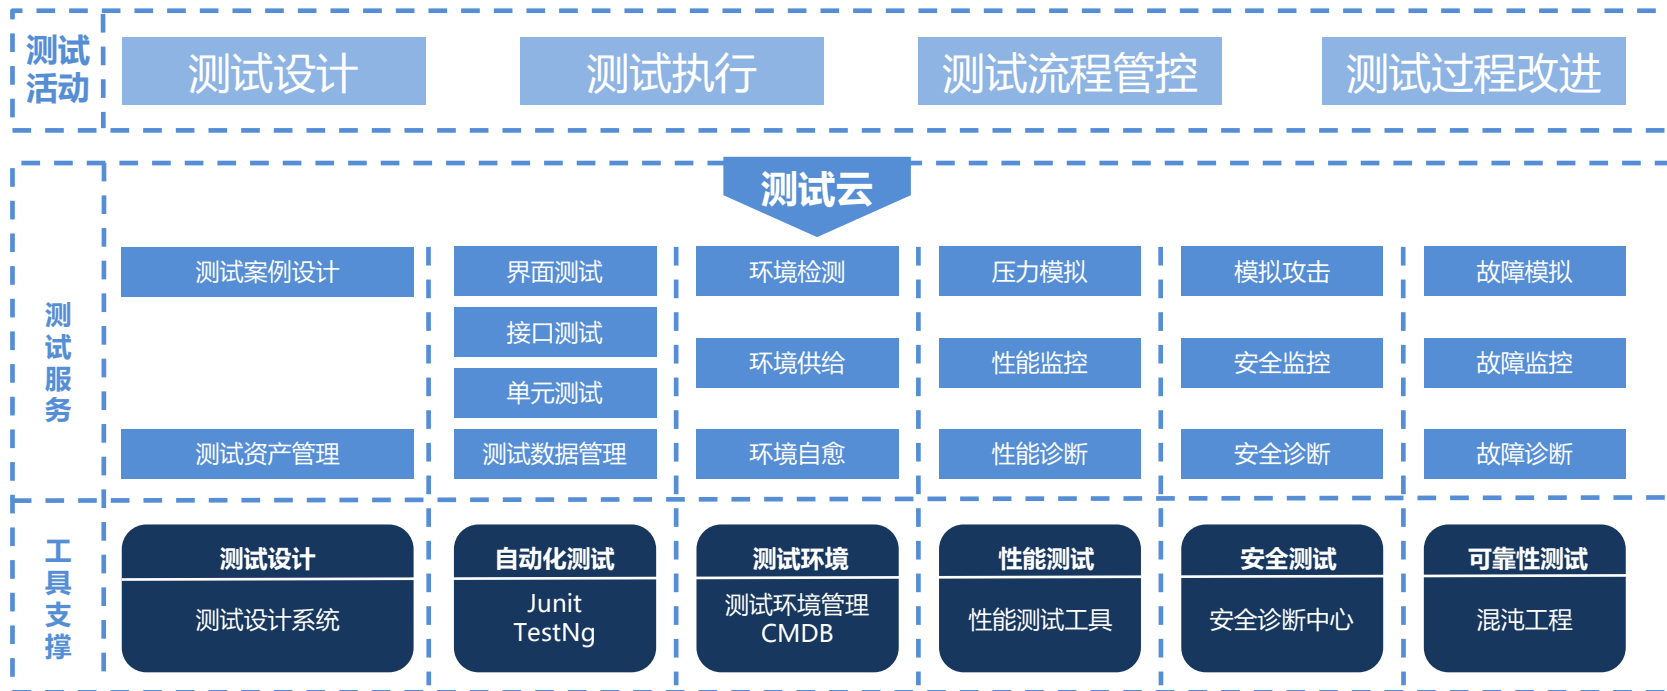 测试
活动
测试设计
测试执行
测试流程管控
测试过程改进
测试云
测试服务
测试案例设计
界面测试
环境检测
压力模拟
模拟攻击
故障模拟
接口测试
环境供给
性能监控
安全监控
故障监控
单元测试
测试资产管理
测试数据管理
环境自愈
性能诊断
安全诊断
故障诊断
工具支撑
测试设计
自动化测试
测试环境
性能测试
安全测试
可靠性测试
测试设计系统
Junit
TestNg
测试环境管理
CMDB
性能测试工具
安全诊断中心
混沌工程